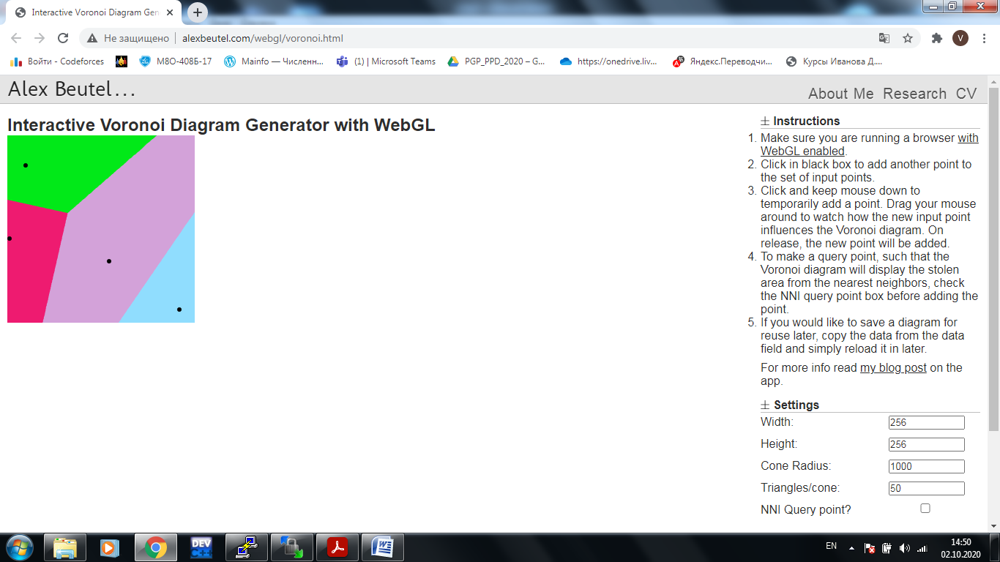 Interactive Voronoi Diagram Gen
Не защищено
alexbeutel.com/webgl/voronoi.html
V
Войти - Codeforces
М8О-408Б-17
Mainfo — Численн...
(1) | Microsoft Teams
PGP_PPD_2020 – G...
https://onedrive.liv...
Яндекс.Переводчи...
Курсы Иванова Д....
Alex Beutel...
About Me Research CV
Interactive Voronoi Diagram Generator with WebGL
± Instructions
1. Make sure you are running a browser with
WebGL enabled.
2. Click in black box to add another point to
the set of input points.
3. Click and keep mouse down to
temporarily add a point. Drag your mouse
around to watch how the new input point
influences the Voronoi diagram. On
release, the new point will be added.
4. To make a query point, such that the
Voronoi diagram will display the stolen
area from the nearest neighbors, check
the NNI query point box before adding the
point.
5. If you would like to save a diagram for
reuse later, copy the data from the data
field and simply reload it in later.
For more info read my blog post on the
app.
± Settings
Width: 256
Height: 256
Cone Radius: 1000
Triangles/cone: 50
NNI Query point?
DEV
C++
EN
14:50
02.10.2020